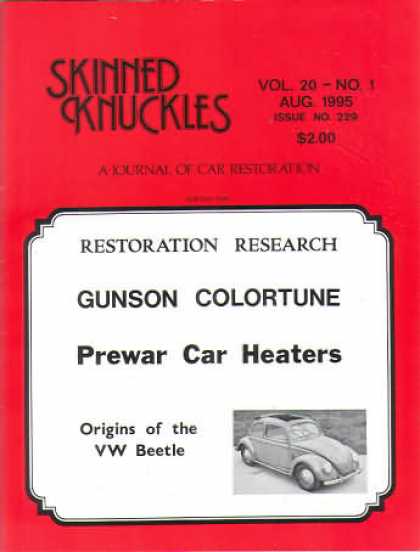 SKINNED
KNUCKLES
VOL. 20 – NO. 1
AUG. 1995
ISSUE NO. 229
$2.00
A JOURNAL OF CAR RESTORATION
RESTORATION RESEARCH
GUNSON COLORTUNE
Prewar Car Heaters
Origins of the
VW Beetle